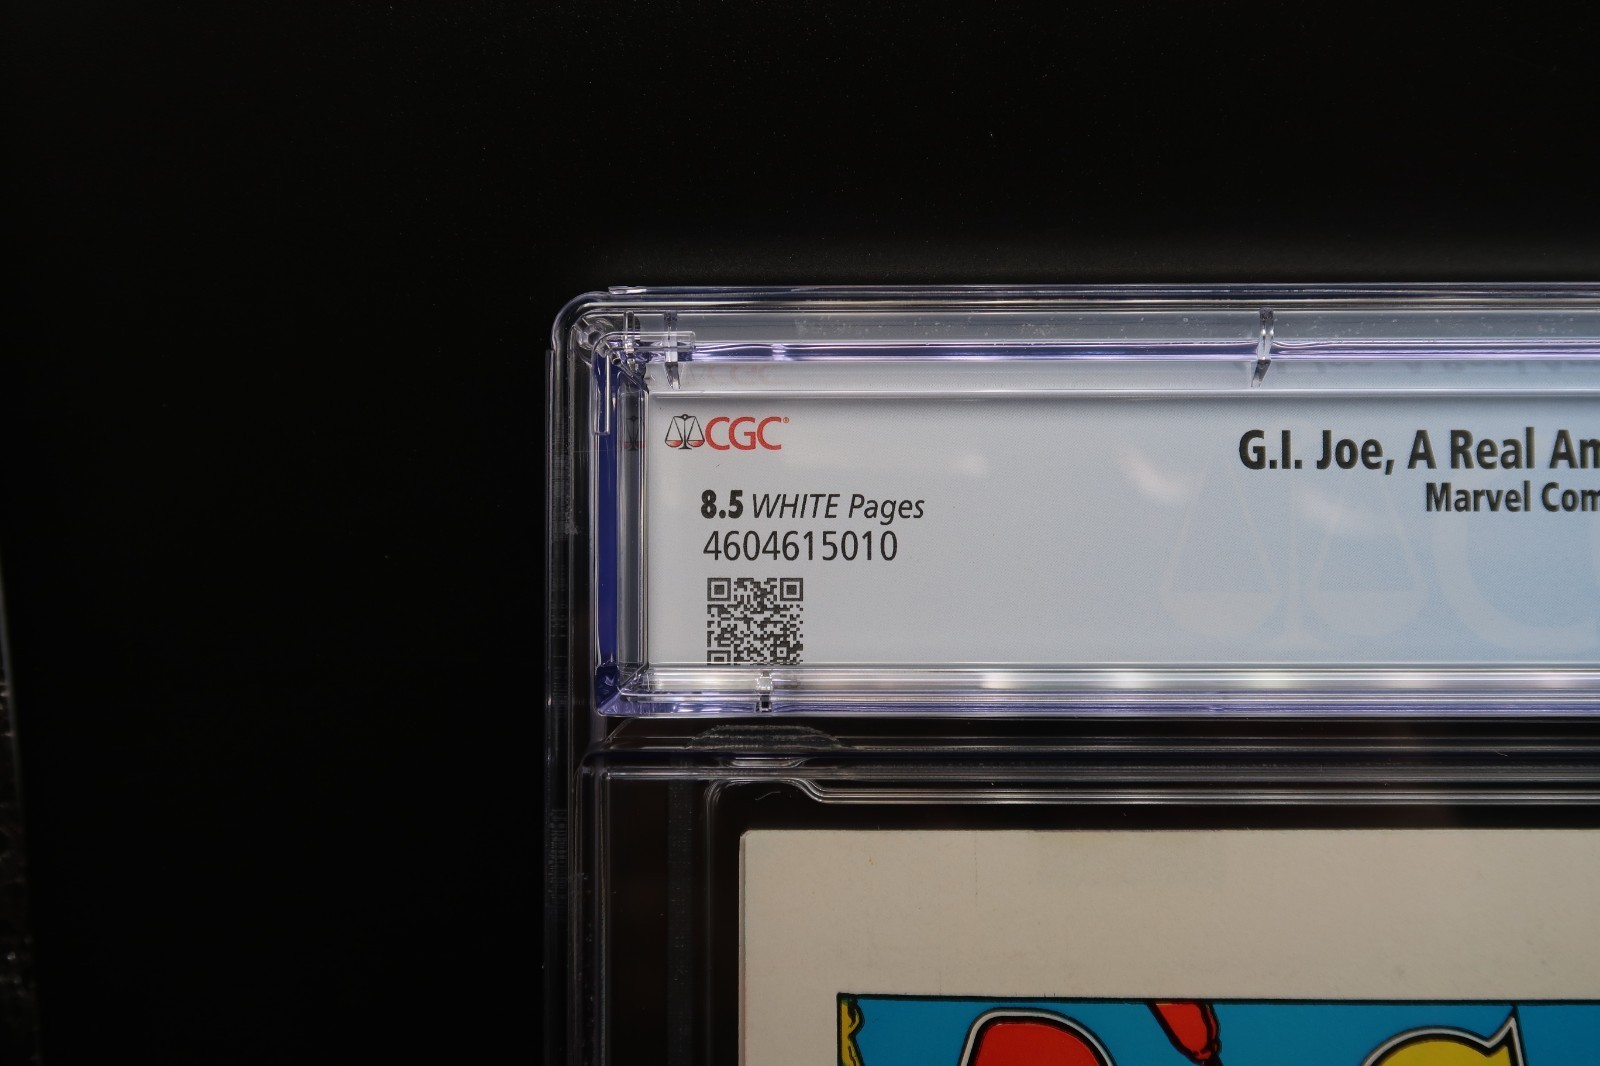 CGC®
8.5 WHITE Pages
4604615010
G.I. Joe, A Real Am
Marvel Com